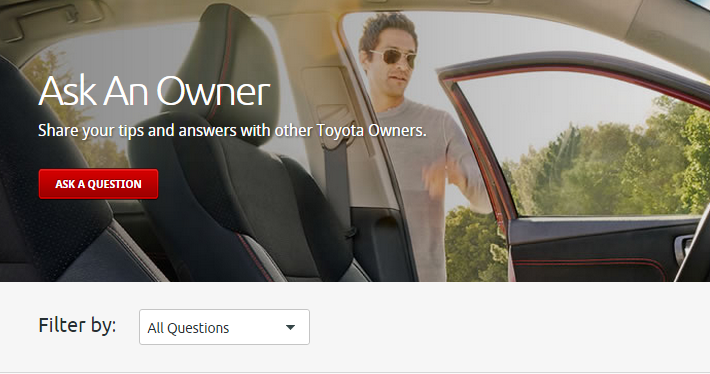 Ask An Owner
Share your tips and answers with other Toyota Owners.
ASK A QUESTION
Filter by:
All Questions